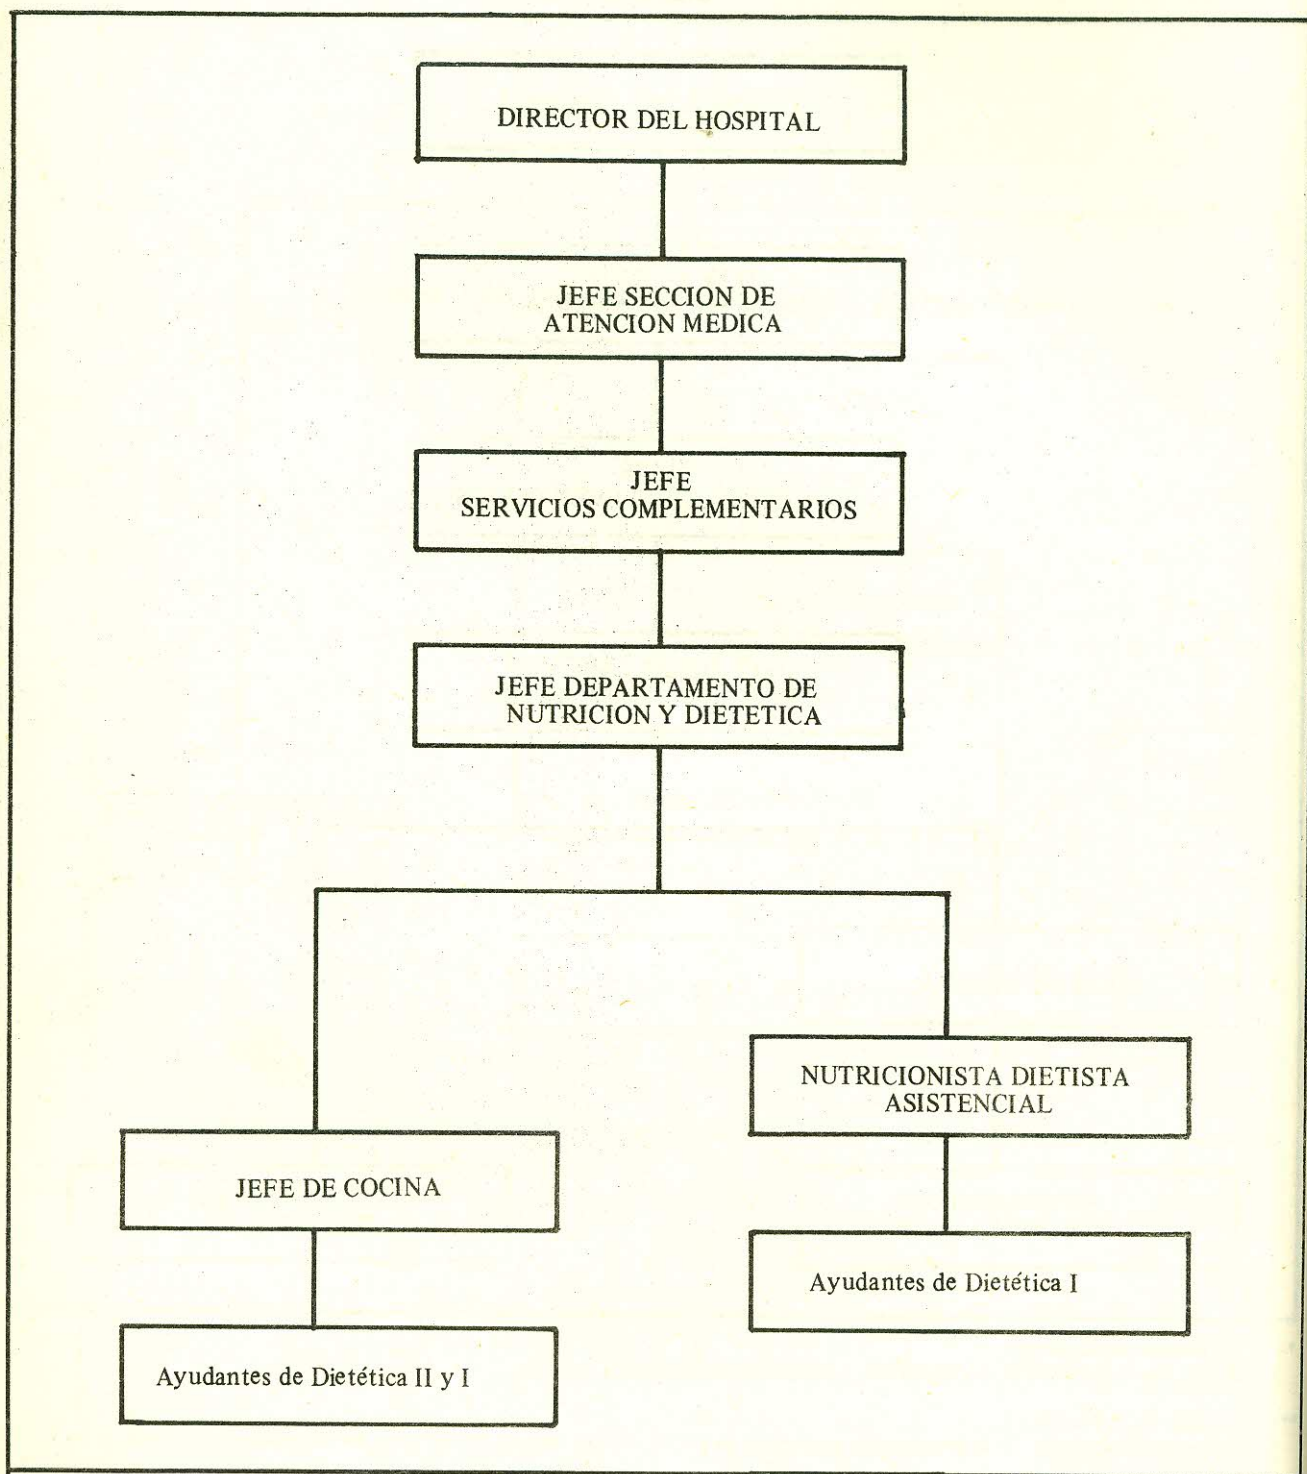 DIRECTOR DEL HOSPITAL
JEFE SECCION DE
ATENCION MEDICA
JEFE
SERVICIOS COMPLEMENTARIOS
JEFE DEPARTAMENTO DE
NUTRICION Y DIETETICA
NUTRICIONISTA DIETISTA
ASISTENCIAL
JEFE DE COCINA
Ayudantes de Dietética I
Ayudantes de Dietética II y I